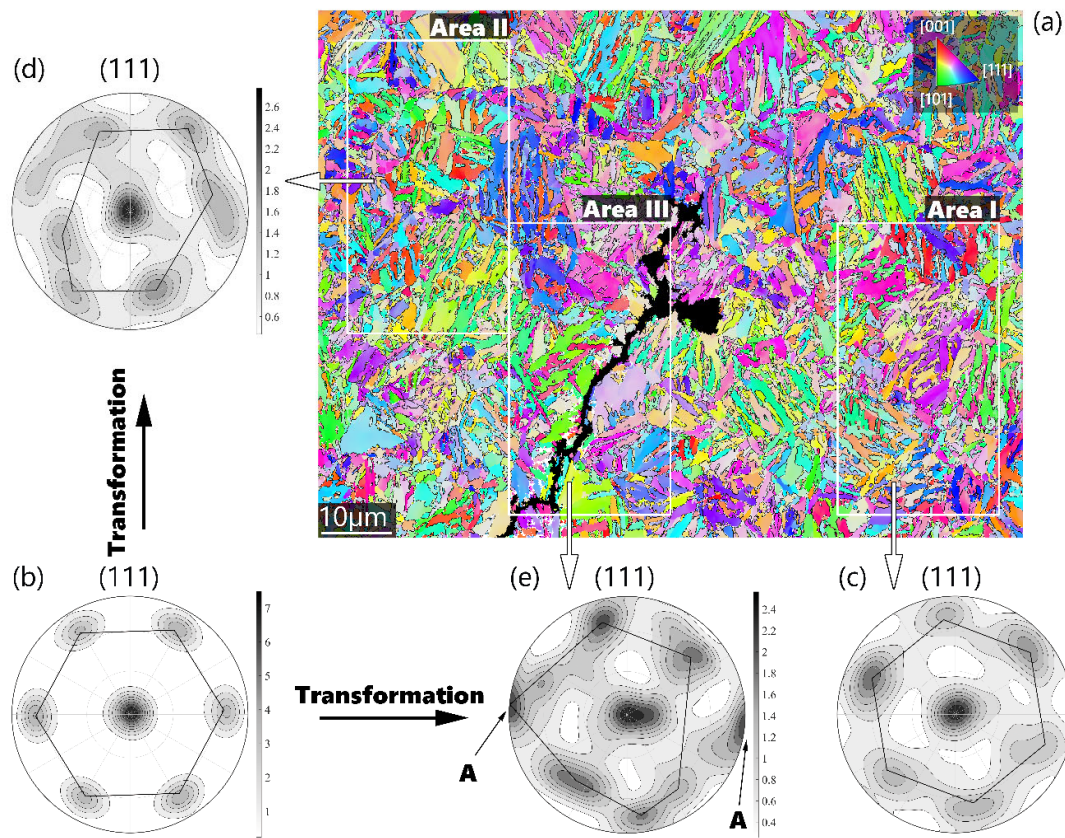 (a)
Area II
[001]
[111]
[101]
Area III
Area I
10µm
(d)
(111)
2.6
2.4
2.2
2
1.8
1.6
1.4
1.2
1
0.8
0.6
Transformation
(b)
(111)
7
6
5
4
3
2
1
Transformation
(e)
(111)
2.4
2.2
2
1.8
1.6
1.4
1.2
1
0.8
0.6
0.4
A
A
(c)
(111)